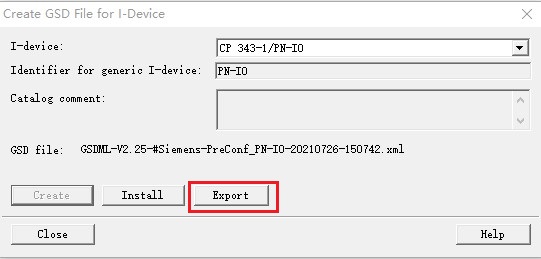 Create GSD File for I-Device
I-device:
CP 343-1/PN-IO
Identifier for generic I-device:
PN-IO
Catalog comment:
GSD file:
GSDML-V2.25-#Siemens-PreConf_PN-IO-20210726-150742.xml
Create
Install
Export
Close
Help